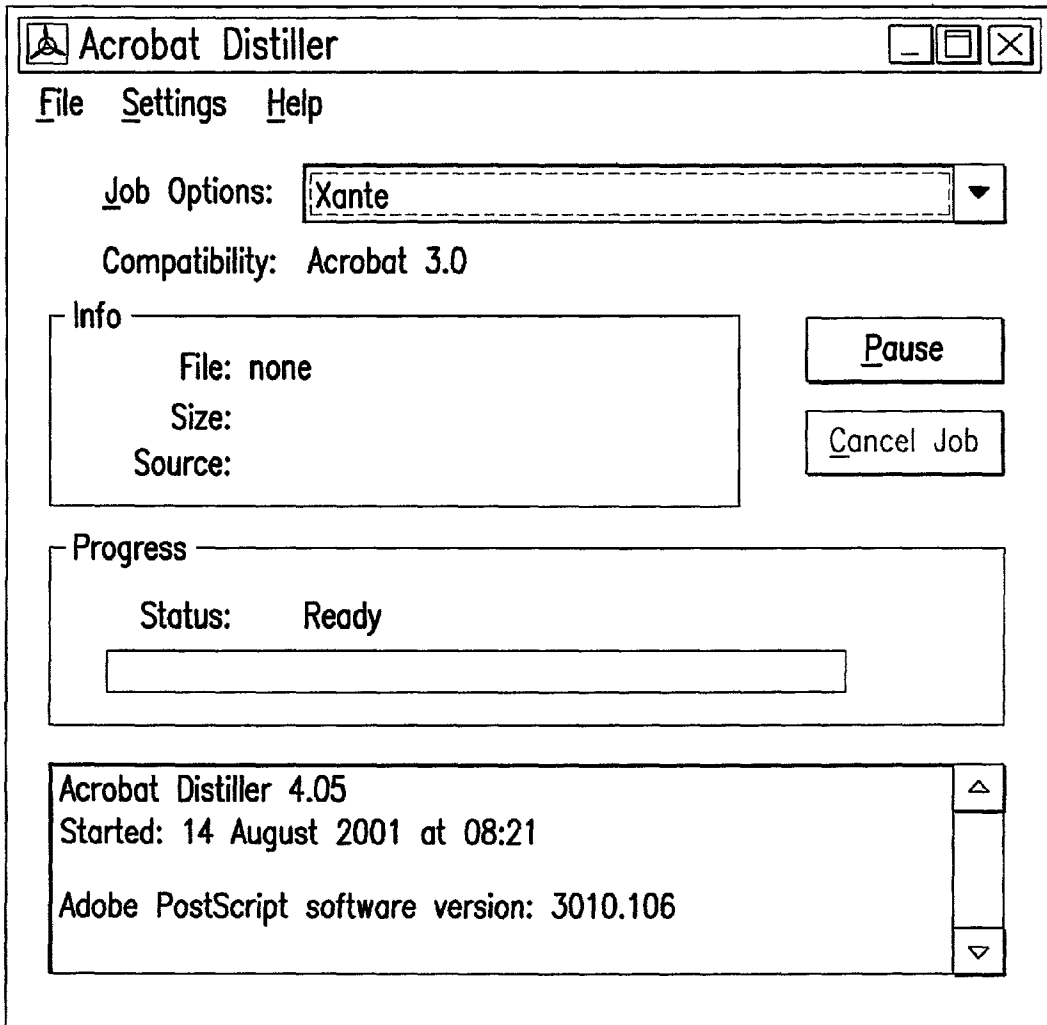 Acrobat Distiller
File Settings Help
Job Options: Xante
Compatibility: Acrobat 3.0
Info
File: none
Size:
Source:
Pause
Cancel Job
Progress
Status: Ready
Acrobat Distiller 4.05
Started: 14 August 2001 at 08:21
Adobe PostScript software version: 3010.106